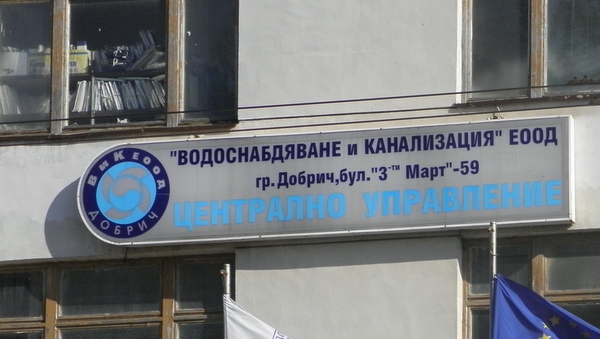 ВиК ЕООД
ДОБРИЧ
"ВОДОСНАБДЯВАНЕ и КАНАЛИЗАЦИЯ" ЕООД
гр.Добрич,бул."3-ти Март"-59
ЦЕНТРАЛНО УПРАВЛЕНИЕ